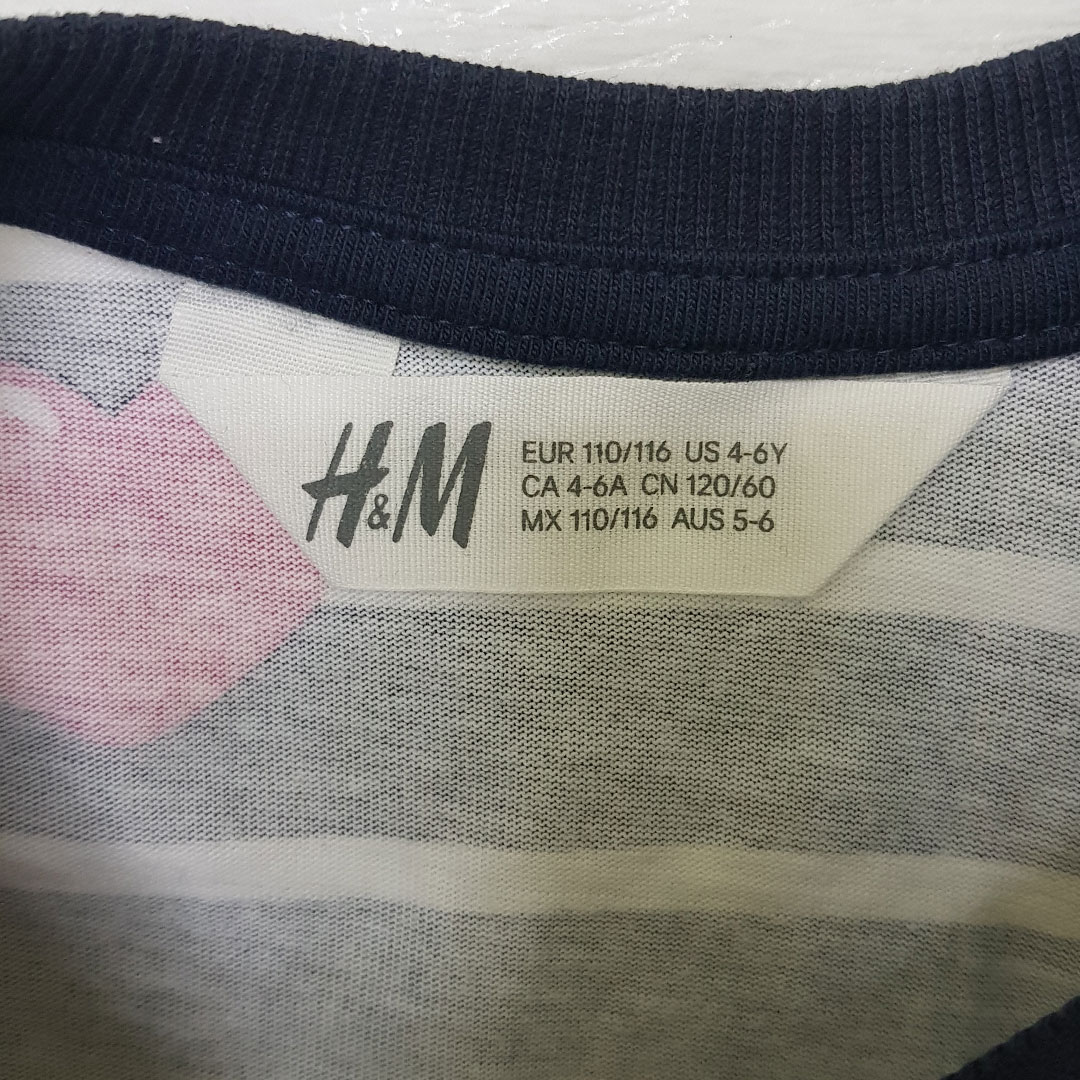 H&M
EUR 110/116 US 4-6Y
CA 4-6A CN 120/60
MX 110/116 AUS 5-6